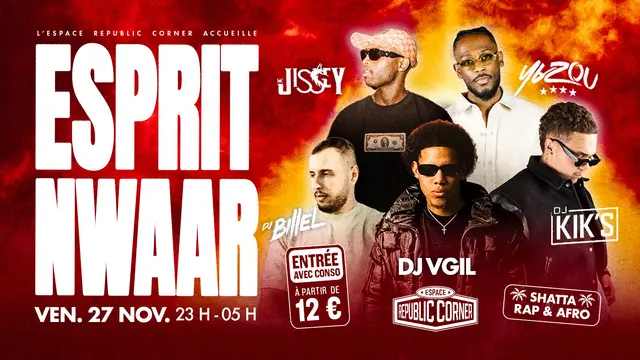 L'ESPACE REPUBLIC CORNER ACCUEILLE
ESPRIT
NWAAR
VEN. 27 NOV. 23 H - 05 H
JISSEY
YBZOU
DJ BILLEL
DJ VGIL
DJ
KIK'S
ENTRÉE
AVEC CONSO
À PARTIR DE
12 €
ESPACE
REPUBLIC CORNER
SHATTA
RAP & AFRO